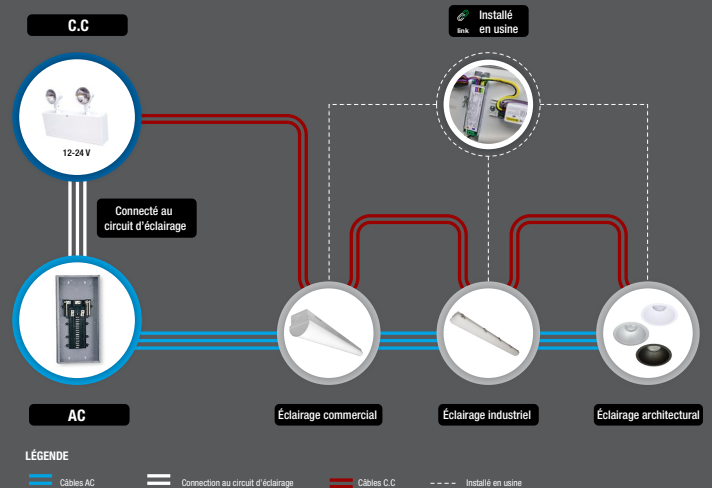 C.C
Installé
link en usine
12-24 V
Connecté au
circuit d'éclairage
AC
Éclairage commercial
Éclairage industriel
Éclairage architectural
LÉGENDE
Câbles AC
Connection au circuit d'éclairage
Câbles C.C
Installé en usine